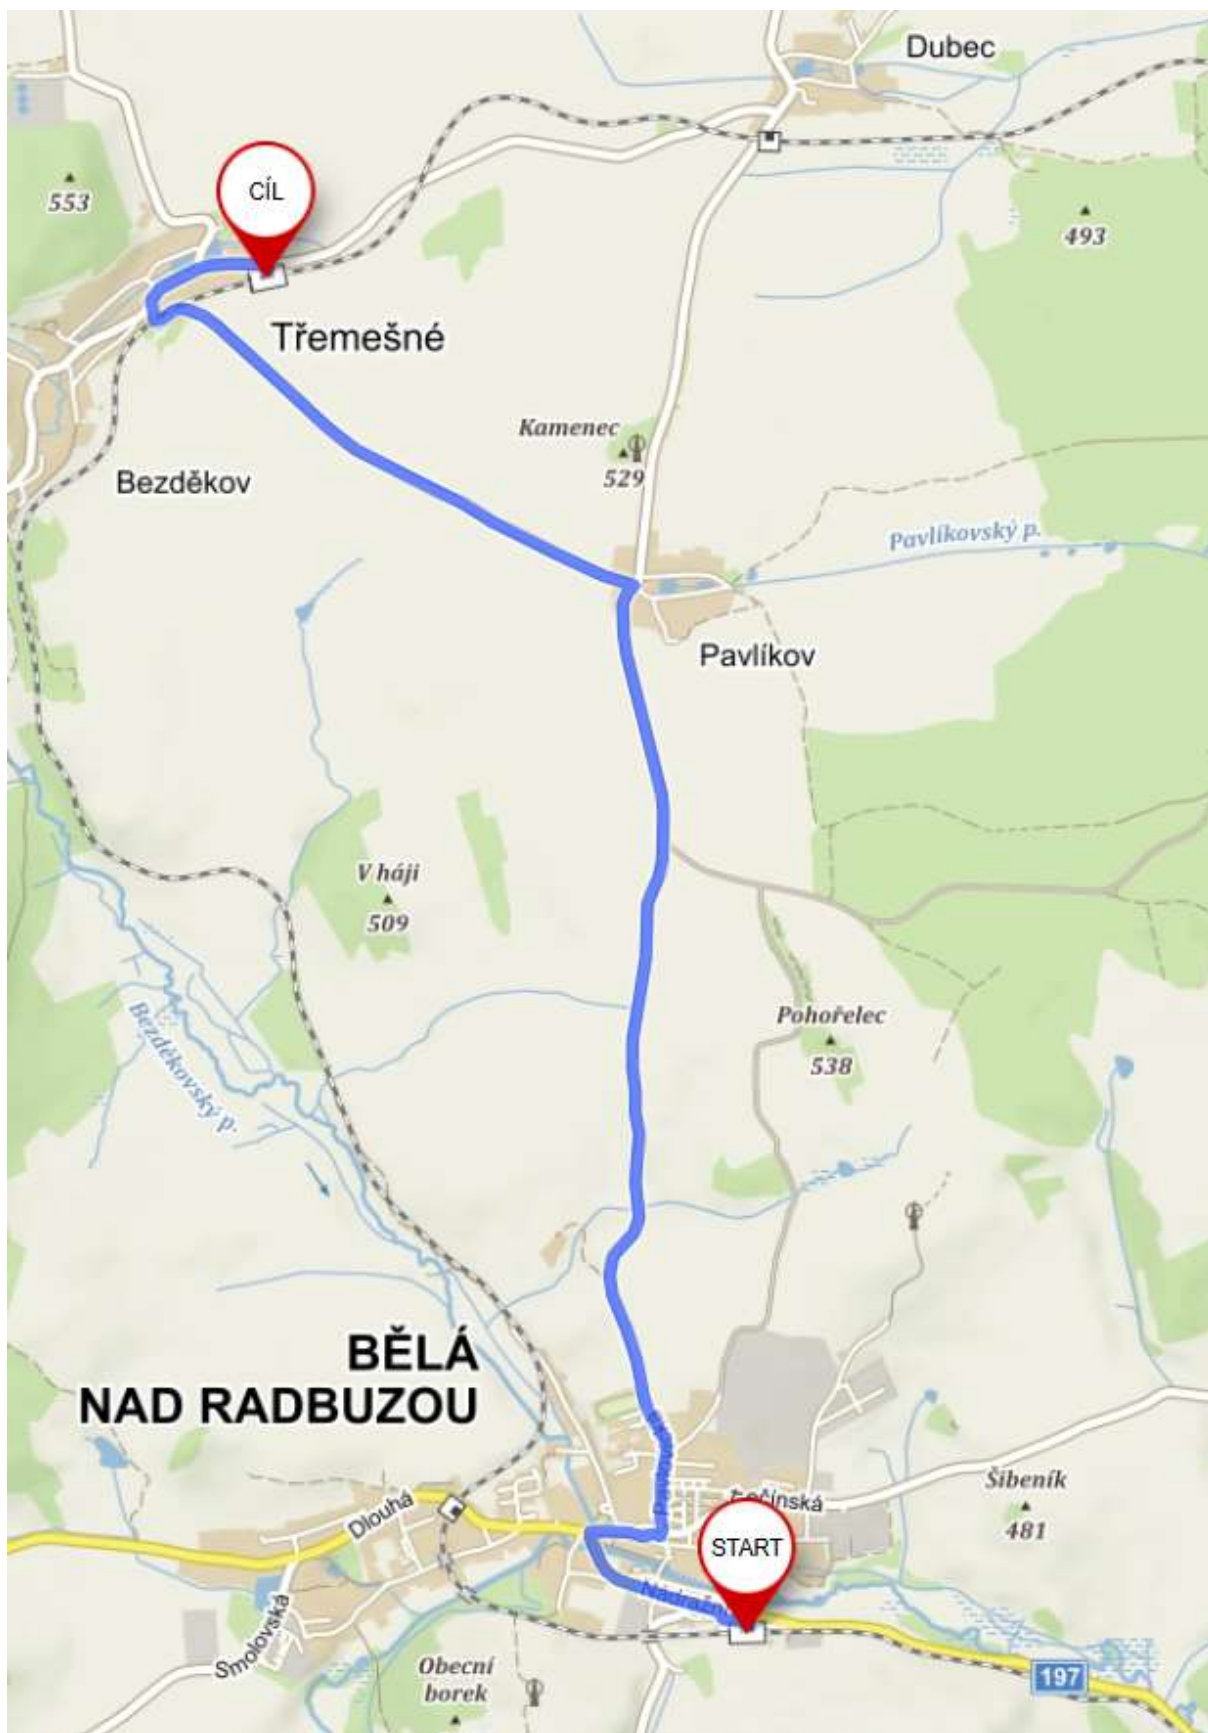 Dubec
553
CÍL
493
Třemešné
Kamenec
529
Bezděkov
Pavlíkovský p.
Pavlíkov
V háji
509
Bezděkovský p.
Pohořelec
538
BĚLÁ
NAD RADBUZOU
Šibeník
481
Dlouhá
START
Nádražní
Smolovská
Obecní
borek
197